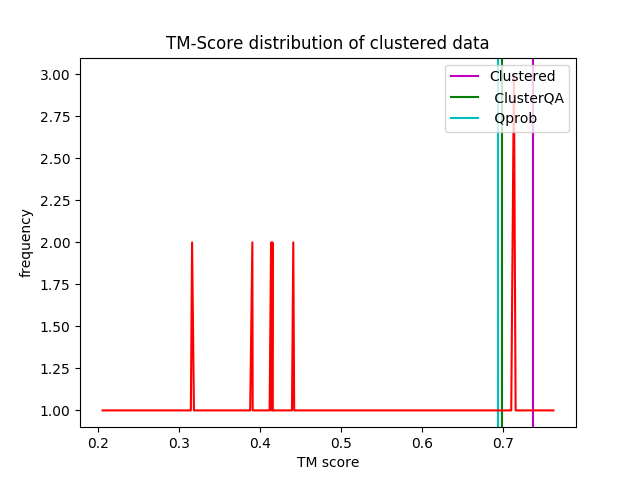 TM-Score distribution of clustered data
Clustered
ClusterQA
Qprob
3.00
2.75
2.50
2.25
2.00
1.75
1.50
1.25
1.00
frequency
0.2 0.3 0.4 0.5 0.6 0.7
TM score